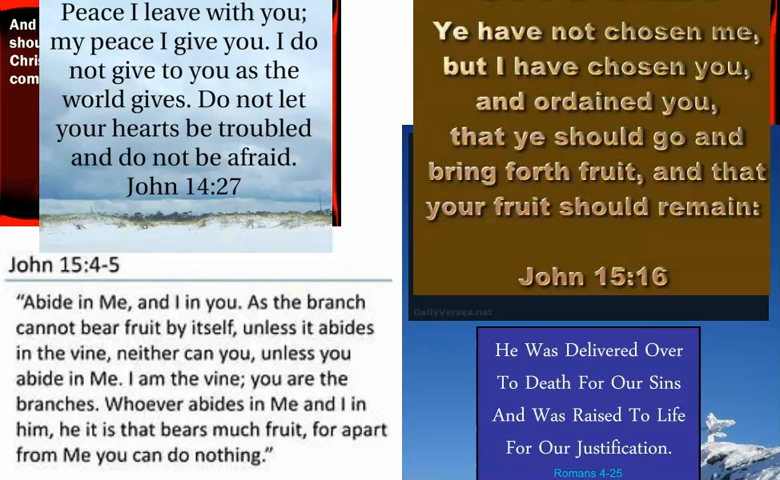 And
shou
Chris
com
Peace I leave with you;
my peace I give you. I do
not give to you as the
world gives. Do not let
your hearts be troubled
and do not be afraid.
John 14:27
Ye have not chosen me,
but I have chosen you,
and ordained you,
that ye should go and
bring forth fruit, and that
your fruit should remain:
John 15:16
DailyVerses.net
John 15:4-5
“Abide in Me, and I in you. As the branch
cannot bear fruit by itself, unless it abides
in the vine, neither can you, unless you
abide in Me. I am the vine; you are the
branches. Whoever abides in Me and I in
him, he it is that bears much fruit, for apart
from Me you can do nothing.”
He Was Delivered Over
To Death For Our Sins
And Was Raised To Life
For Our Justification.
Romans 4-25